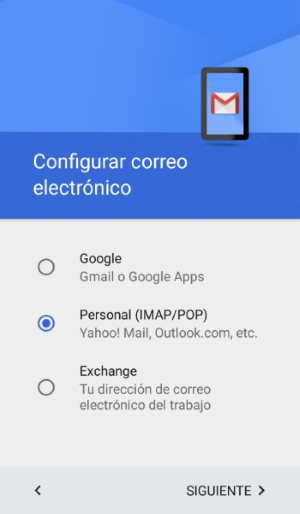 Configurar correo
electrónico
Google
Gmail o Google Apps
Personal (IMAP/POP)
Yahoo! Mail, Outlook.com, etc.
Exchange
Tu dirección de correo
electrónico del trabajo
SIGUIENTE